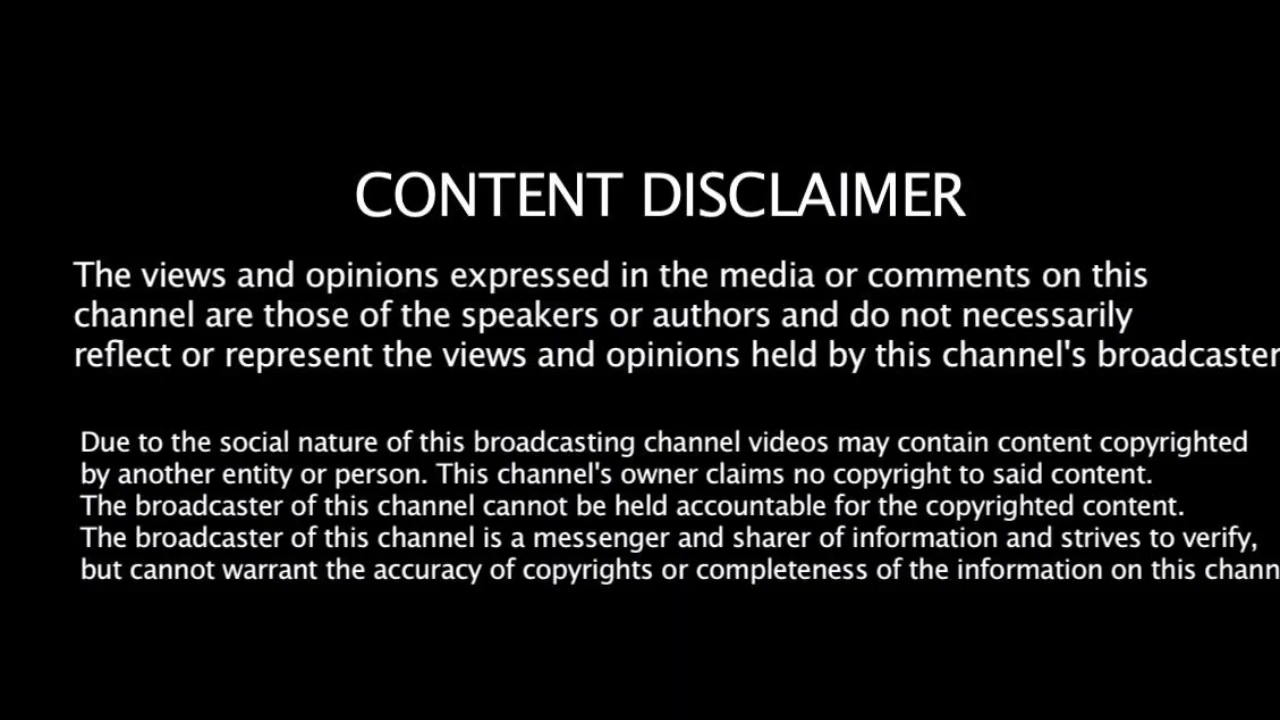 CONTENT DISCLAIMER
The views and opinions expressed in the media or comments on this
channel are those of the speakers or authors and do not necessarily
reflect or represent the views and opinions held by this channel's broadcaster
Due to the social nature of this broadcasting channel videos may contain content copyrighted
by another entity or person. This channel's owner claims no copyright to said content.
The broadcaster of this channel cannot be held accountable for the copyrighted content.
The broadcaster of this channel is a messenger and sharer of information and strives to verify,
but cannot warrant the accuracy of copyrights or completeness of the information on this chann